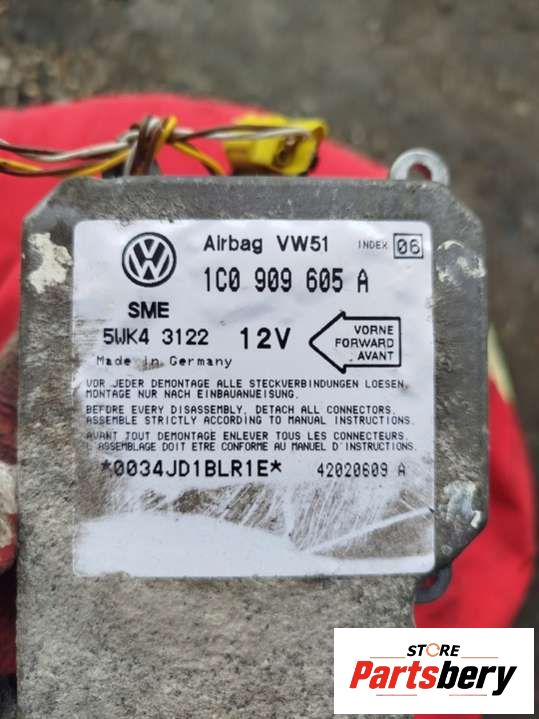 Airbag VW51 INDEX 06
1C0 909 605 A
SME
5WK4 3122 12V
VORNE
FORWARD
AVANT
Made in Germany
VOR JEDER DEMONTAGE ALLE STECKVERBINDUNGEN LOESEN,
MONTAGE NUR NACH EINBAUANWEISUNG.
BEFORE EVERY DISASSEMBLY, DETACH ALL CONNECTORS.
ASSEMBLE STRICTLY ACCORDING TO MANUAL INSTRUCTIONS.
AVANT TOUT DEMONTAGE ENLEVER TOUS LES CONNECTEURS.
L'ASSEMBLAGE DOIT ETRE CONFORME AU MANUEL D'INSTRUCTIONS.
*0034JD1BLR1E* 42020609 A
STORE
Partsbery